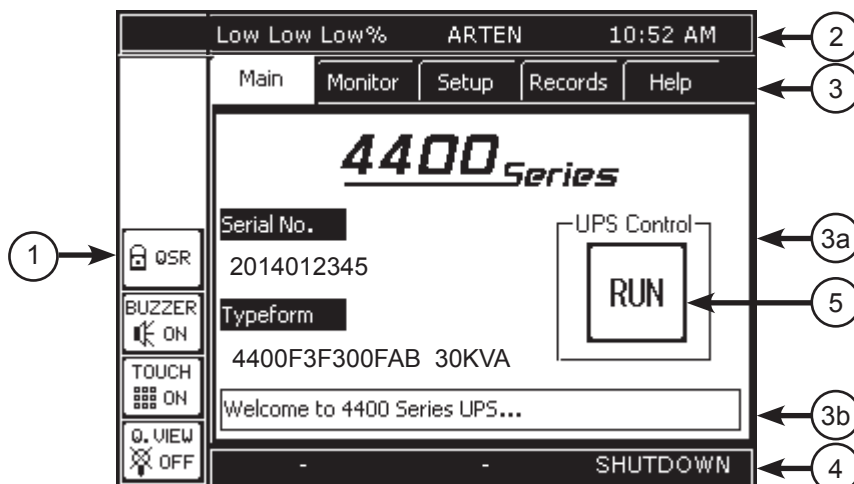 Low Low Low% ARTEN 10:52 AM
2
Main Monitor Setup Records Help
3
4400 Series
Serial No.
UPS Control
3a
1
QSR
2014012345
RUN
5
BUZZER
ON
Typeform
4400F3F300FAB 30KVA
TOUCH
ON
Welcome to 4400 Series UPS...
3b
Q.VIEW
OFF
- - SHUTDOWN
4